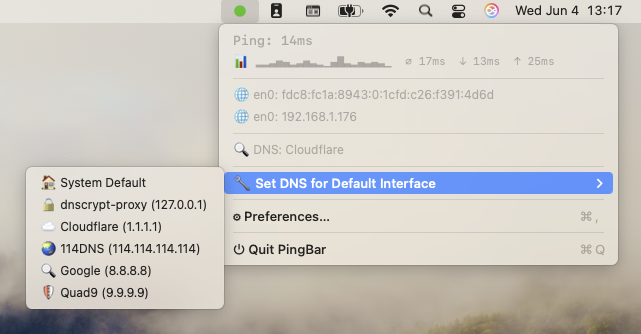 Wed Jun 4 13:17
Ping: 14ms
⌀ 17ms ↓ 13ms ↑ 25ms
en0: fdc8:fc1a:8943:0:1cfd:c26:f391:4d6d
en0: 192.168.1.176
DNS: Cloudflare
Set DNS for Default Interface
Preferences... ⌘ ,
Quit PingBar ⌘ Q
System Default
dnscrypt-proxy (127.0.0.1)
Cloudflare (1.1.1.1)
114DNS (114.114.114.114)
Google (8.8.8.8)
Quad9 (9.9.9.9)